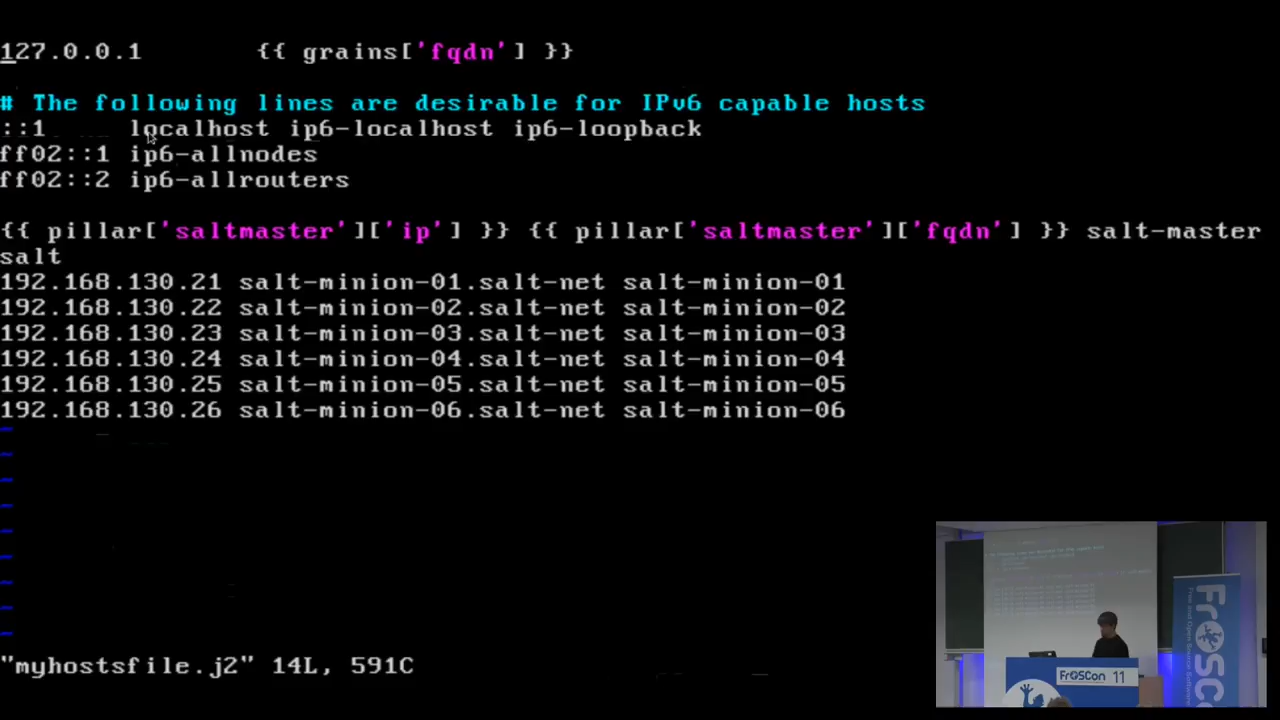 127.0.0.1       {{ grains['fqdn'] }}
# The following lines are desirable for IPv6 capable hosts
::1     localhost ip6-localhost ip6-loopback
ff02::1 ip6-allnodes
ff02::2 ip6-allrouters
{{ pillar['saltmaster']['ip'] }} {{ pillar['saltmaster']['fqdn'] }} salt-master
salt
192.168.130.21 salt-minion-01.salt-net salt-minion-01
192.168.130.22 salt-minion-02.salt-net salt-minion-02
192.168.130.23 salt-minion-03.salt-net salt-minion-03
192.168.130.24 salt-minion-04.salt-net salt-minion-04
192.168.130.25 salt-minion-05.salt-net salt-minion-05
192.168.130.26 salt-minion-06.salt-net salt-minion-06
~
~
~
~
~
~
~
~
~
"myhostsfile.j2" 14L, 591C
FrOSCon 11
FrOSCo